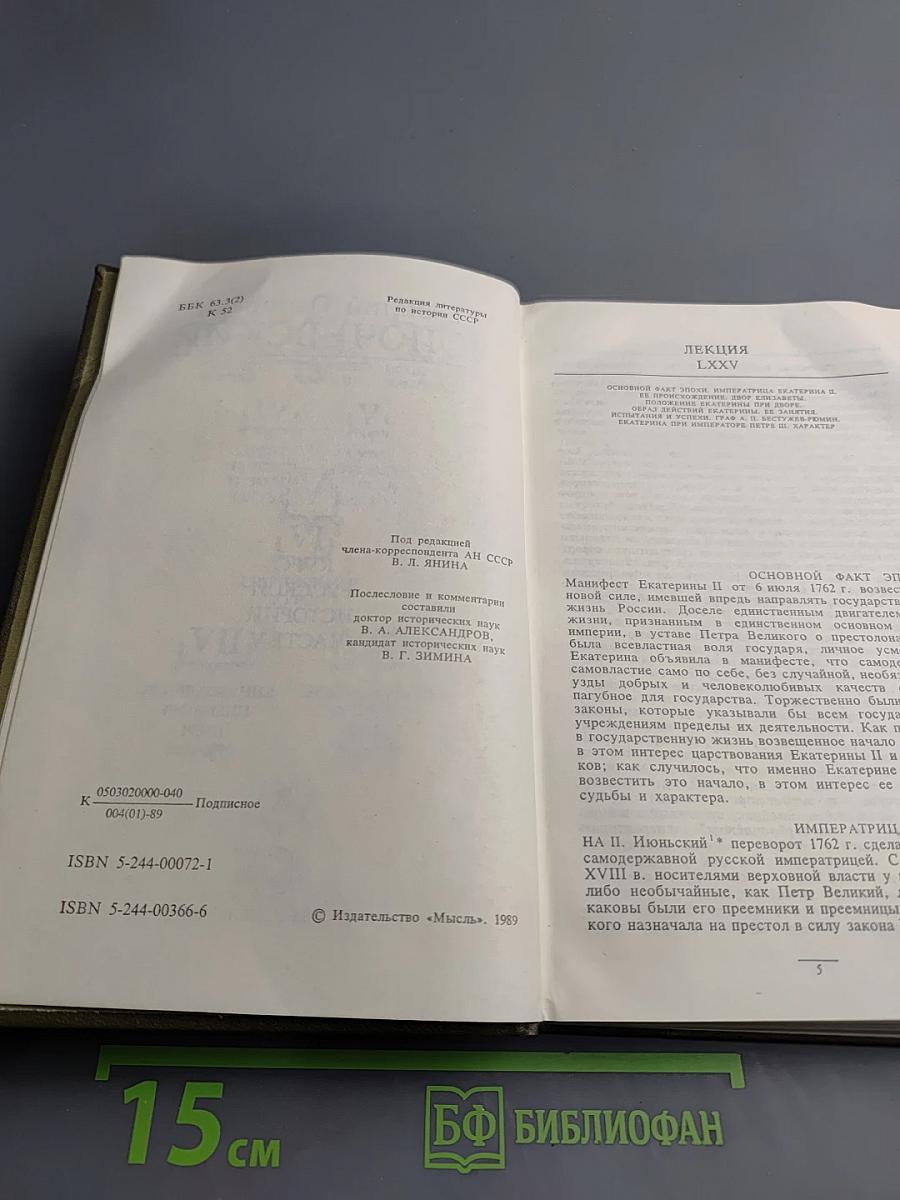 ББК 63.3(2)
К 52
Редакция литературы
по истории СССР
Под редакцией
члена-корреспондента АН СССР
В. Л. ЯНИНА
Послесловие и комментарии
составили
доктор исторических наук
В. А. АЛЕКСАНДРОВ,
кандидат исторических наук
В. Г. ЗИМИНА
К 0503020000-040 Подписное
004(01)-89
ISBN 5-244-00072-1
ISBN 5-244-00366-6
© Издательство «Мысль». 1989
ЛЕКЦИЯ
LXXV
ОСНОВНОЙ ФАКТ ЭПОХИ. ИМПЕРАТРИЦА ЕКАТЕРИНА II.
ЕЕ ПРОИСХОЖДЕНИЕ. ДВОР ЕЛИЗАВЕТЫ.
ПОЛОЖЕНИЕ ЕКАТЕРИНЫ ПРИ ДВОРЕ.
ОБРАЗ ДЕЙСТВИЙ ЕКАТЕРИНЫ. ЕЕ ЗАНЯТИЯ.
ИСПЫТАНИЯ И УСПЕХИ. ГРАФ А. П. БЕСТУЖЕВ-РЮМИН.
ЕКАТЕРИНА ПРИ ИМПЕРАТОРЕ ПЕТРЕ III. ХАРАКТЕР
ОСНОВНОЙ ФАКТ ЭП
Манифест Екатерины II от 6 июля 1762 г. возвес
новой силе, имевшей впредь направлять государств
жизнь России. Доселе единственным двигателем
жизни, признанным в единственном основном
империи, в уставе Петра Великого о престолона
была всевластная воля государя, личное усм
Екатерина объявила в манифесте, что самоде
самовластие само по себе, без случайной, необят
узды добрых и человеколюбивых качеств
пагубное для государства. Торжественно были
законы, которые указывали бы всем госуда
учреждениям пределы их деятельности. Как п
в государственную жизнь возвещенное начало
в этом интерес царствования Екатерины II и
ков; как случилось, что именно Екатерине
возвестить это начало, в этом интерес ее
судьбы и характера.
ИМПЕРАТРИЦ
НА II. Июньский¹* переворот 1762 г. сдела
самодержавной русской императрицей. С
XVIII в. носителями верховной власти у
либо необычайные, как Петр Великий, л
каковы были его преемники и преемницы
кого назначала на престол в силу закона
5
15 см
БФ БИБЛИОФАН